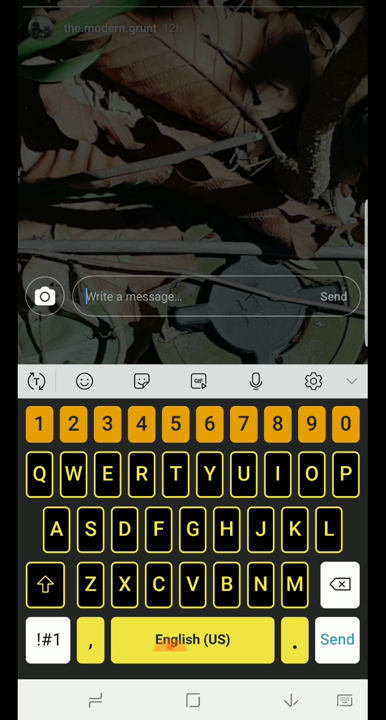 the.modern.grunt 12h
Write a message... Send
T
GIF
1 2 3 4 5 6 7 8 9 0
Q W E R T Y U I O P
A S D F G H J K L
Z X C V B N M
!#1 , English (US) . Send